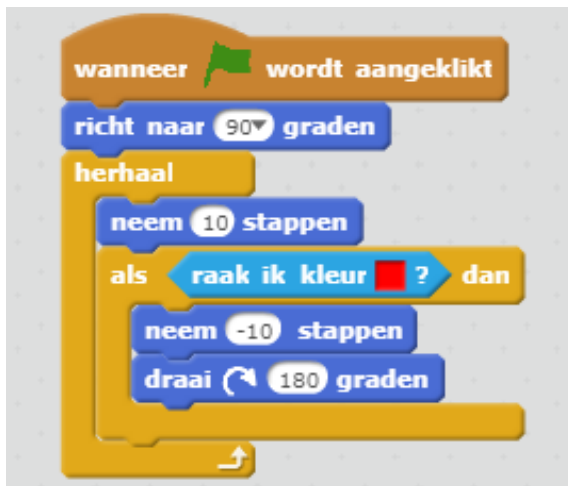 wanneer wordt aangeklikt
richt naar 90 graden
herhaal
neem 10 stappen
als raak ik kleur ? dan
neem -10 stappen
draai 180 graden